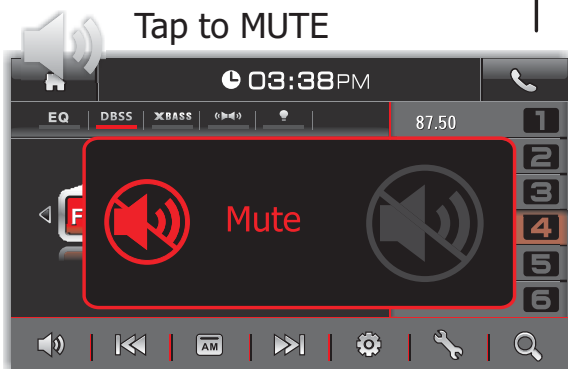 Tap to MUTE
03:38PM
EQ DBSS XBASS
87.50 1
2
3
F
Mute
4
5
6
AM